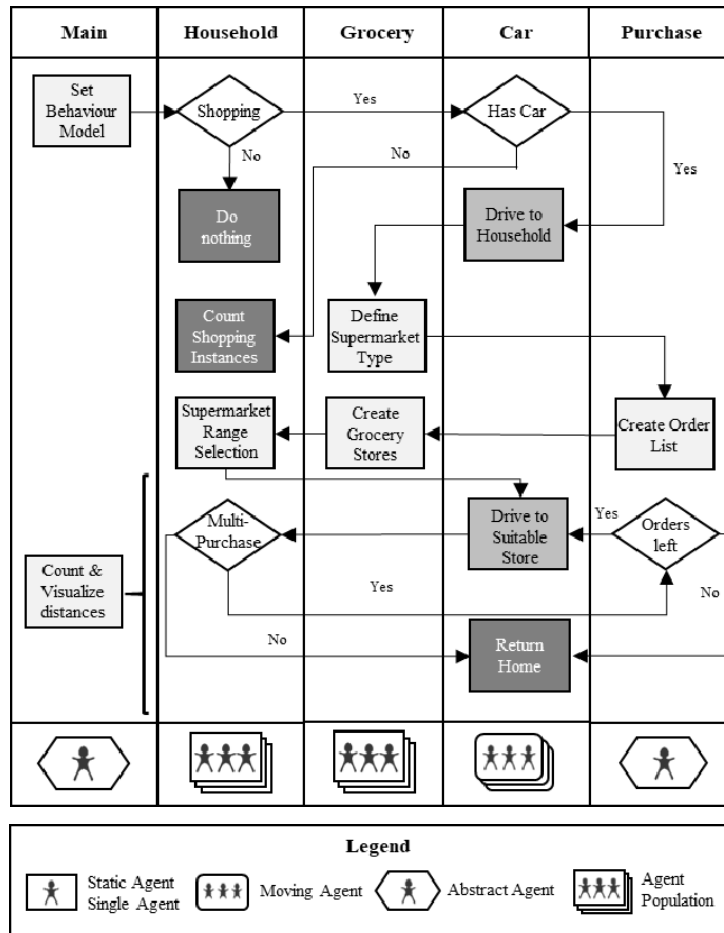 Main
Household
Grocery
Car
Purchase
Set
Behaviour
Model
Shopping
Yes
Has Car
No
No
Yes
Do
nothing
Drive to
Household
Count
Shopping
Instances
Define
Supermarket
Type
Supermarket
Range
Selection
Create
Grocery
Stores
Create Order
List
Multi-
Purchase
Drive to
Suitable
Store
Yes
Orders
left
Count &
Visualize
distances
Yes
No
No
Return
Home
Legend
Static Agent
Single Agent
Moving Agent
Abstract Agent
Agent
Population